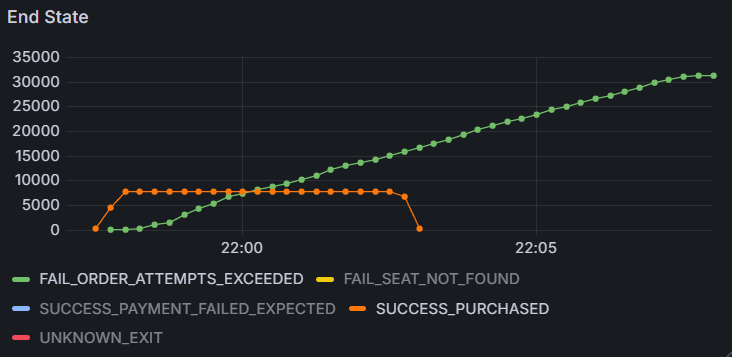 End State
35000
30000
25000
20000
15000
10000
5000
0
22:00 22:05
FAIL_ORDER_ATTEMPTS_EXCEEDED FAIL_SEAT_NOT_FOUND
SUCCESS_PAYMENT_FAILED_EXPECTED SUCCESS_PURCHASED
UNKNOWN_EXIT